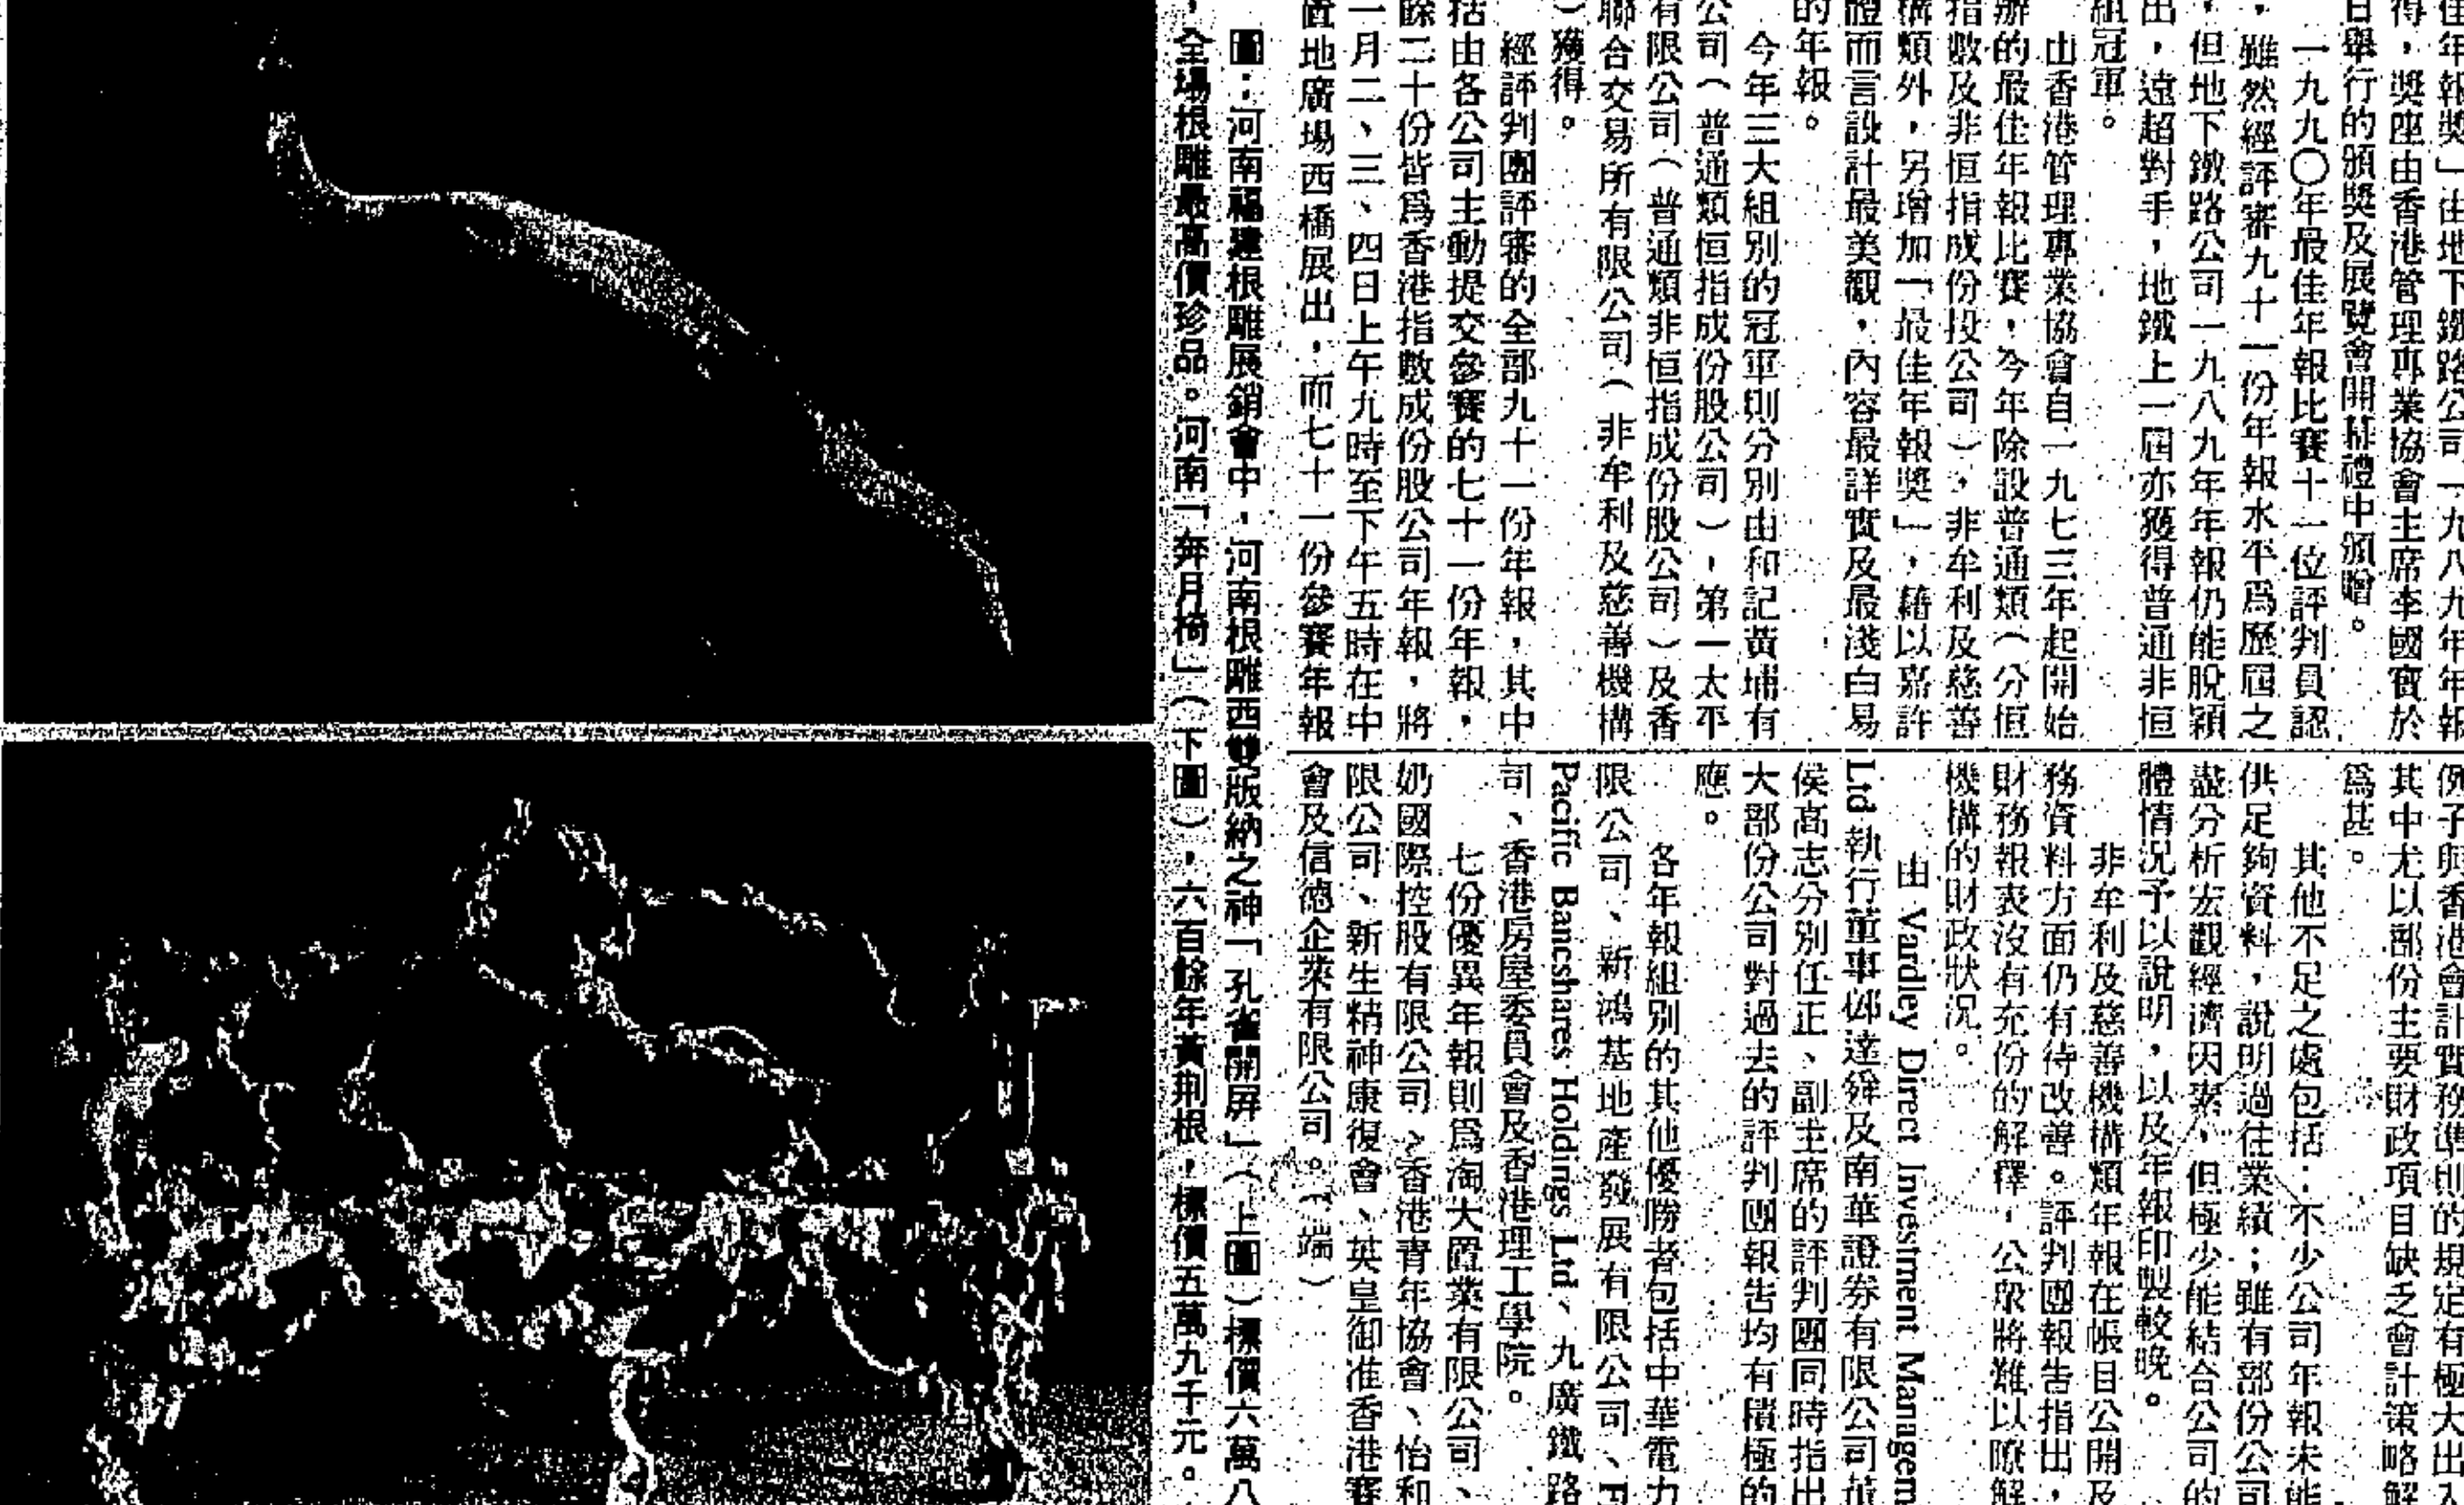 佳年報獎」由地下鐵路公司一九八九年年報
得，獎座由香港管理專業協會主席李國寶於
日舉行的頒獎及展覽會開幕禮中頒贈。
一九九〇年最佳年報比賽十一位評判員認
，雖然經評審九十一份年報水平爲歷屆之
，但地下鐵路公司一九八九年年報仍能脫穎
出，遠超對手，地鐵上一屆亦獲得普通非恒
組冠軍。
由香港管理專業協會自一九七三年起開始
辦的最佳年報比賽，今年除設普通類（分恒
指數及非恒指成份投公司），非牟利及慈善
構類外，另增加「最佳年報獎」，藉以嘉許
體而言設計最美觀，內容最詳實及最淺白易
的年報。
今年三大組別的冠軍則分別由和記黃埔有
公司（普通類恒指成份股公司），第一太平
有限公司（普通類非恒指成份股公司）及香
聯合交易所有限公司（非牟利及慈善機構
）獲得。
經評判團評審的全部九十一份年報，其中
括由各公司主動提交參賽的七十一份年報，
餘二十份皆爲香港指數成份股公司年報，將
一月二、三、四日上午九時至下午五時在中
置地廣場西橋展出，而七十一份參賽年報
例子與香港會計實務準則的規定有極大出入
其中尤以部份主要財政項目缺乏會計策略解
爲甚。
其他不足之處包括：不少公司年報未能
供足夠資料，說明過往業績；雖有部份公司
盡分析宏觀經濟因素，但極少能結合公司的
體情況予以說明，以及年報印製較晚。
非牟利及慈善機構類年報在帳目公開及
務資料方面仍有待改善。評判團報告指出，
財務報表沒有充份的解釋，公衆將難以瞭解
機構的財政狀況。
由 Wardley Direct Investment Managem
Ltd 執行董事鄔達舜及南華證券有限公司董
侯高志分別任正、副主席的評判團同時指出
大部份公司對過去的評判團報告均有積極的
應。
各年報組別的其他優勝者包括中華電力
限公司、新鴻基地產發展有限公司、F
Pacific Bancshares Holdings Ltd、九廣鐵路
司、香港房屋委員會及香港理工學院。
七份優異年報則爲淘大置業有限公司、
奶國際控股有限公司、香港青年協會、怡和
限公司、新生精神康復會、英皇御准香港賽
會及信德企業有限公司。（端）
圖：河南福建根雕展銷會中，河南根雕西雙版納之神「孔雀開屏」（上圖）標價六萬八
，全場根雕最高價珍品。河南「奔月椅」（下圖），六百餘年黃荆根，標價五萬九千元。